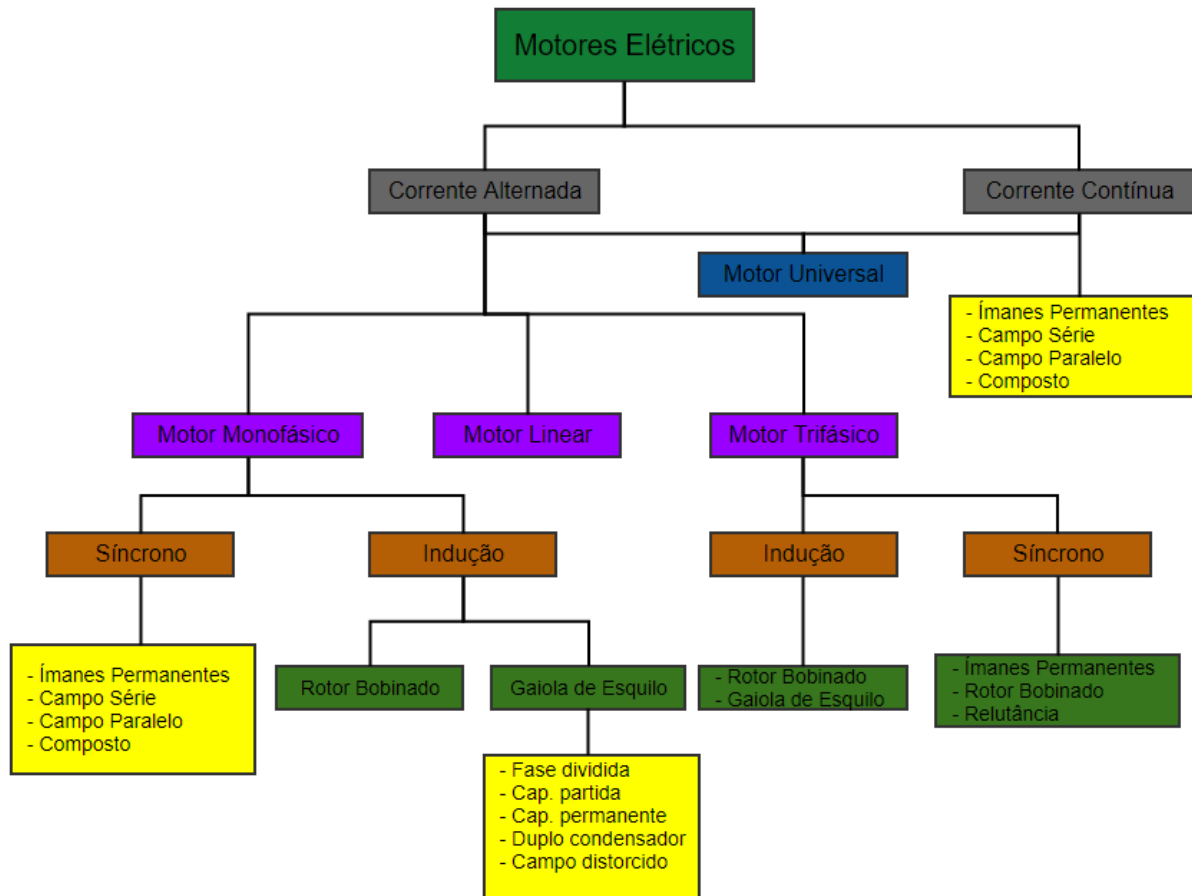 Motores Elétricos
Corrente Alternada
Corrente Contínua
Motor Universal
- Ímanes Permanentes
- Campo Série
- Campo Paralelo
- Composto
Motor Monofásico
Motor Linear
Motor Trifásico
Síncrono
Indução
Indução
Síncrono
- Ímanes Permanentes
- Campo Série
- Campo Paralelo
- Composto
Rotor Bobinado
Gaiola de Esquilo
- Rotor Bobinado
- Gaiola de Esquilo
- Ímanes Permanentes
- Rotor Bobinado
- Relutância
- Fase dividida
- Cap. partida
- Cap. permanente
- Duplo condensador
- Campo distorcido